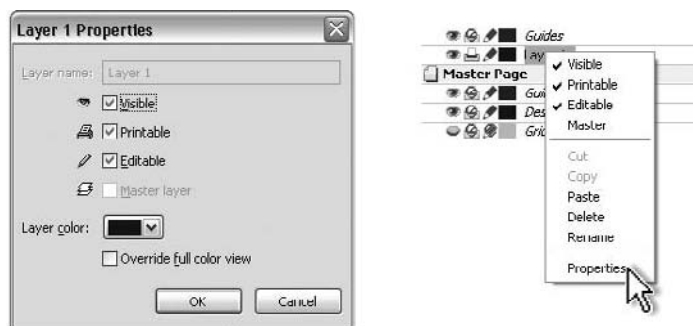 Layer 1 Properties
Layer name: Layer 1
Visible
Printable
Editable
Master layer
Layer color:
Override full color view
OK Cancel
Guides
Master Page
Visible
Printable
Editable
Master
Cut
Copy
Paste
Delete
Rename
Properties